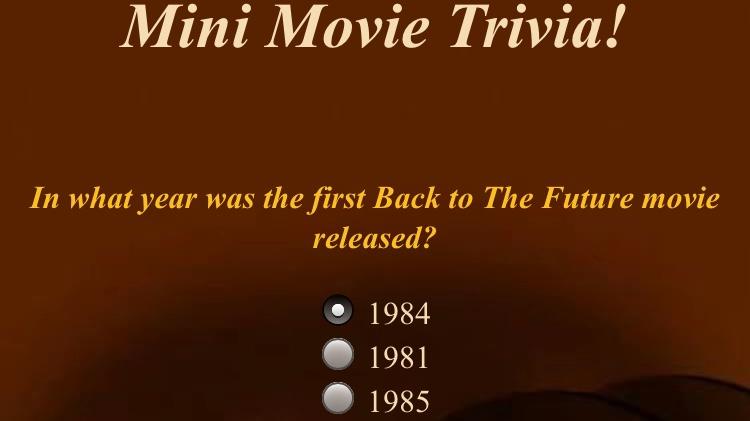 Mini Movie Trivia!
In what year was the first Back to The Future movie
released?
1984
1981
1985